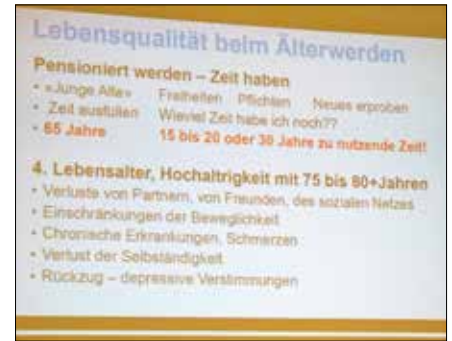 Lebensqualität beim Älterwerden
Pensioniert werden – Zeit haben
• «Junge Alte» Freiheiten Pflichten Neues erproben
• Zeit ausfüllen Wieviel Zeit habe ich noch??
• 65 Jahre 15 bis 20 oder 30 Jahre zu nutzende Zeit!
4. Lebensalter, Hochaltrigkeit mit 75 bis 80+Jahren
• Verluste von Partnern, von Freunden, des sozialen Netzes
• Einschränkungen der Beweglichkeit
• Chronische Erkrankungen, Schmerzen
• Verlust der Selbständigkeit
• Rückzug – depressive Verstimmungen